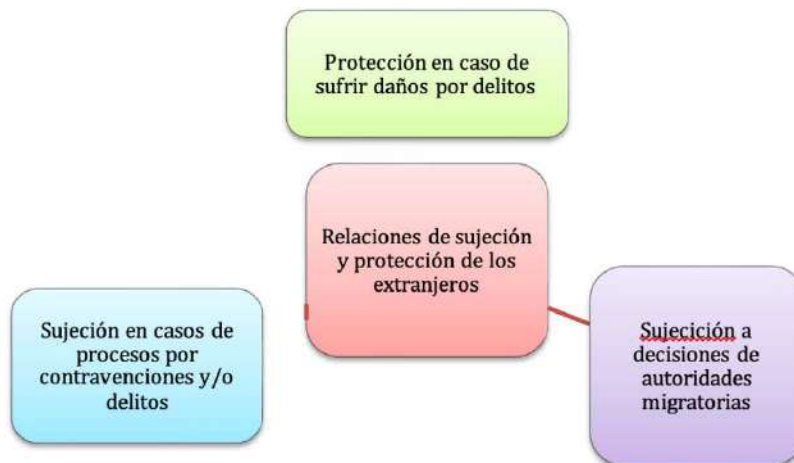 Protección en caso de
sufrir daños por delitos
Relaciones de sujeción
y protección de los
extranjeros
Sujeción en casos de
procesos por
contravenciones y/o
delitos
Sujecición a
decisiones de
autoridades
migratorias